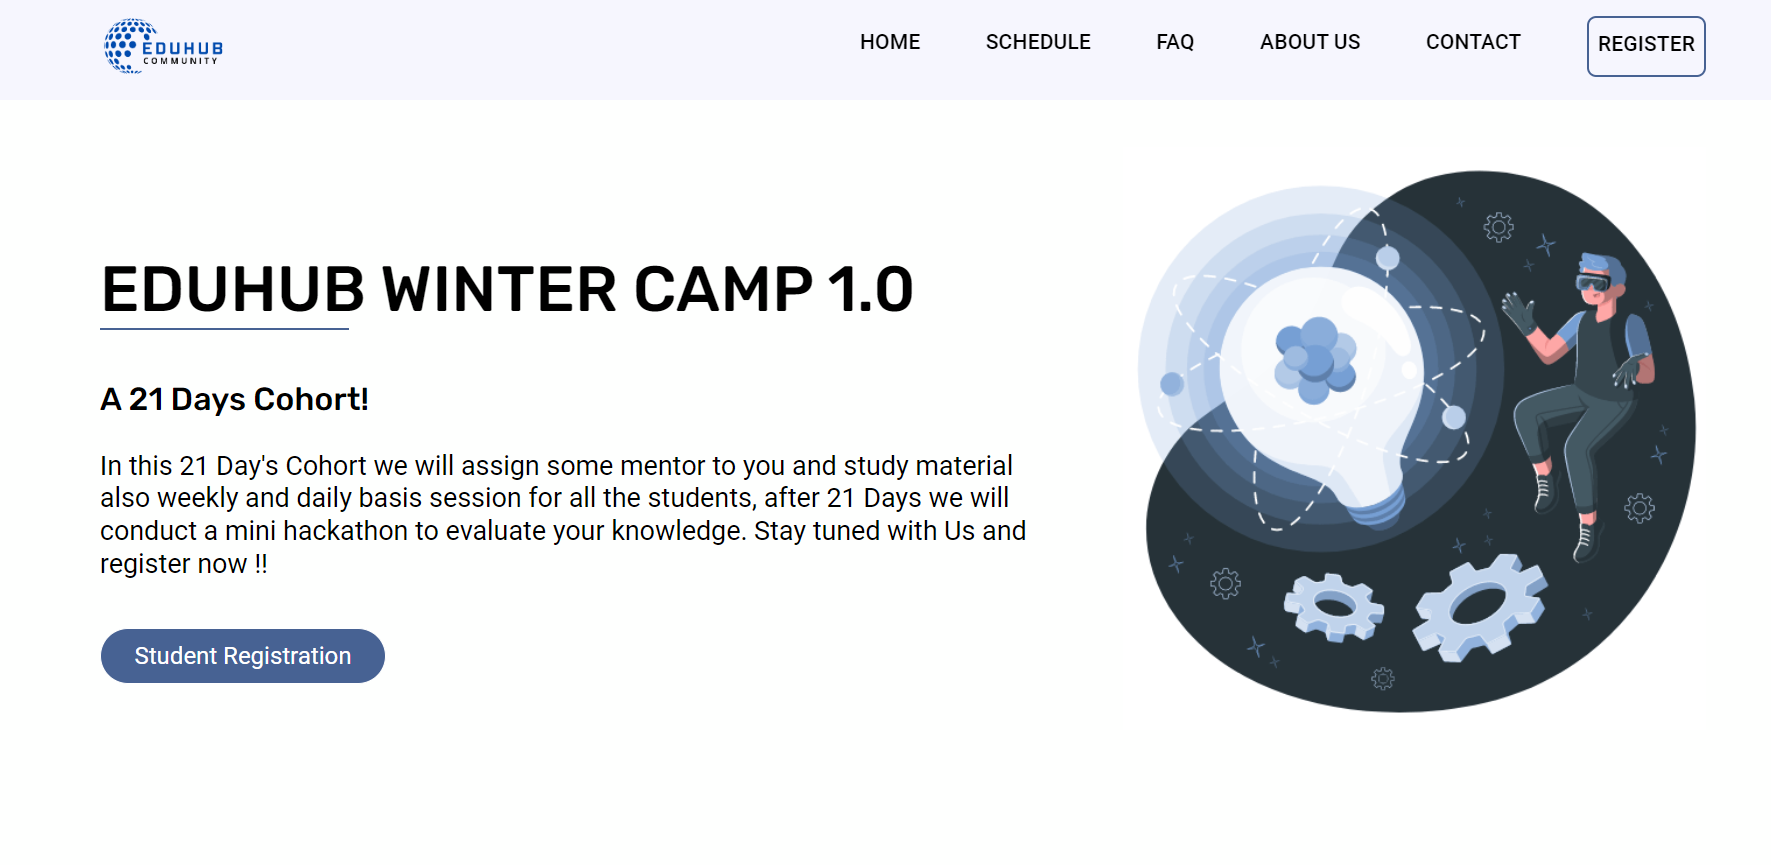 EDUHUB
COMMUNITY
HOME
SCHEDULE
FAQ
ABOUT US
CONTACT
REGISTER
EDUHUB WINTER CAMP 1.0
A 21 Days Cohort!
In this 21 Day's Cohort we will assign some mentor to you and study material
also weekly and daily basis session for all the students, after 21 Days we will
conduct a mini hackathon to evaluate your knowledge. Stay tuned with Us and
register now !!
Student Registration